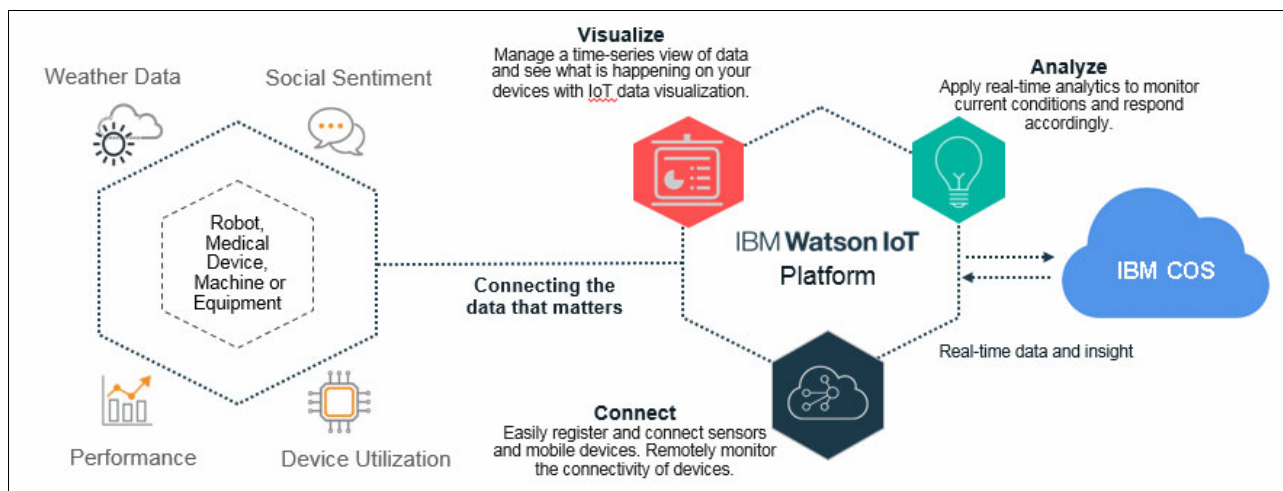 Weather Data
Social Sentiment
Robot,
Medical
Device,
Machine or
Equipment
Performance
Device Utilization
Connecting the
data that matters
Visualize
Manage a time-series view of data
and see what is happening on your
devices with IoT data visualization.
Analyze
Apply real-time analytics to monitor
current conditions and respond
accordingly.
IBM Watson IoT
Platform
IBM COS
Real-time data and insight
Connect
Easily register and connect sensors
and mobile devices. Remotely monitor
the connectivity of devices.